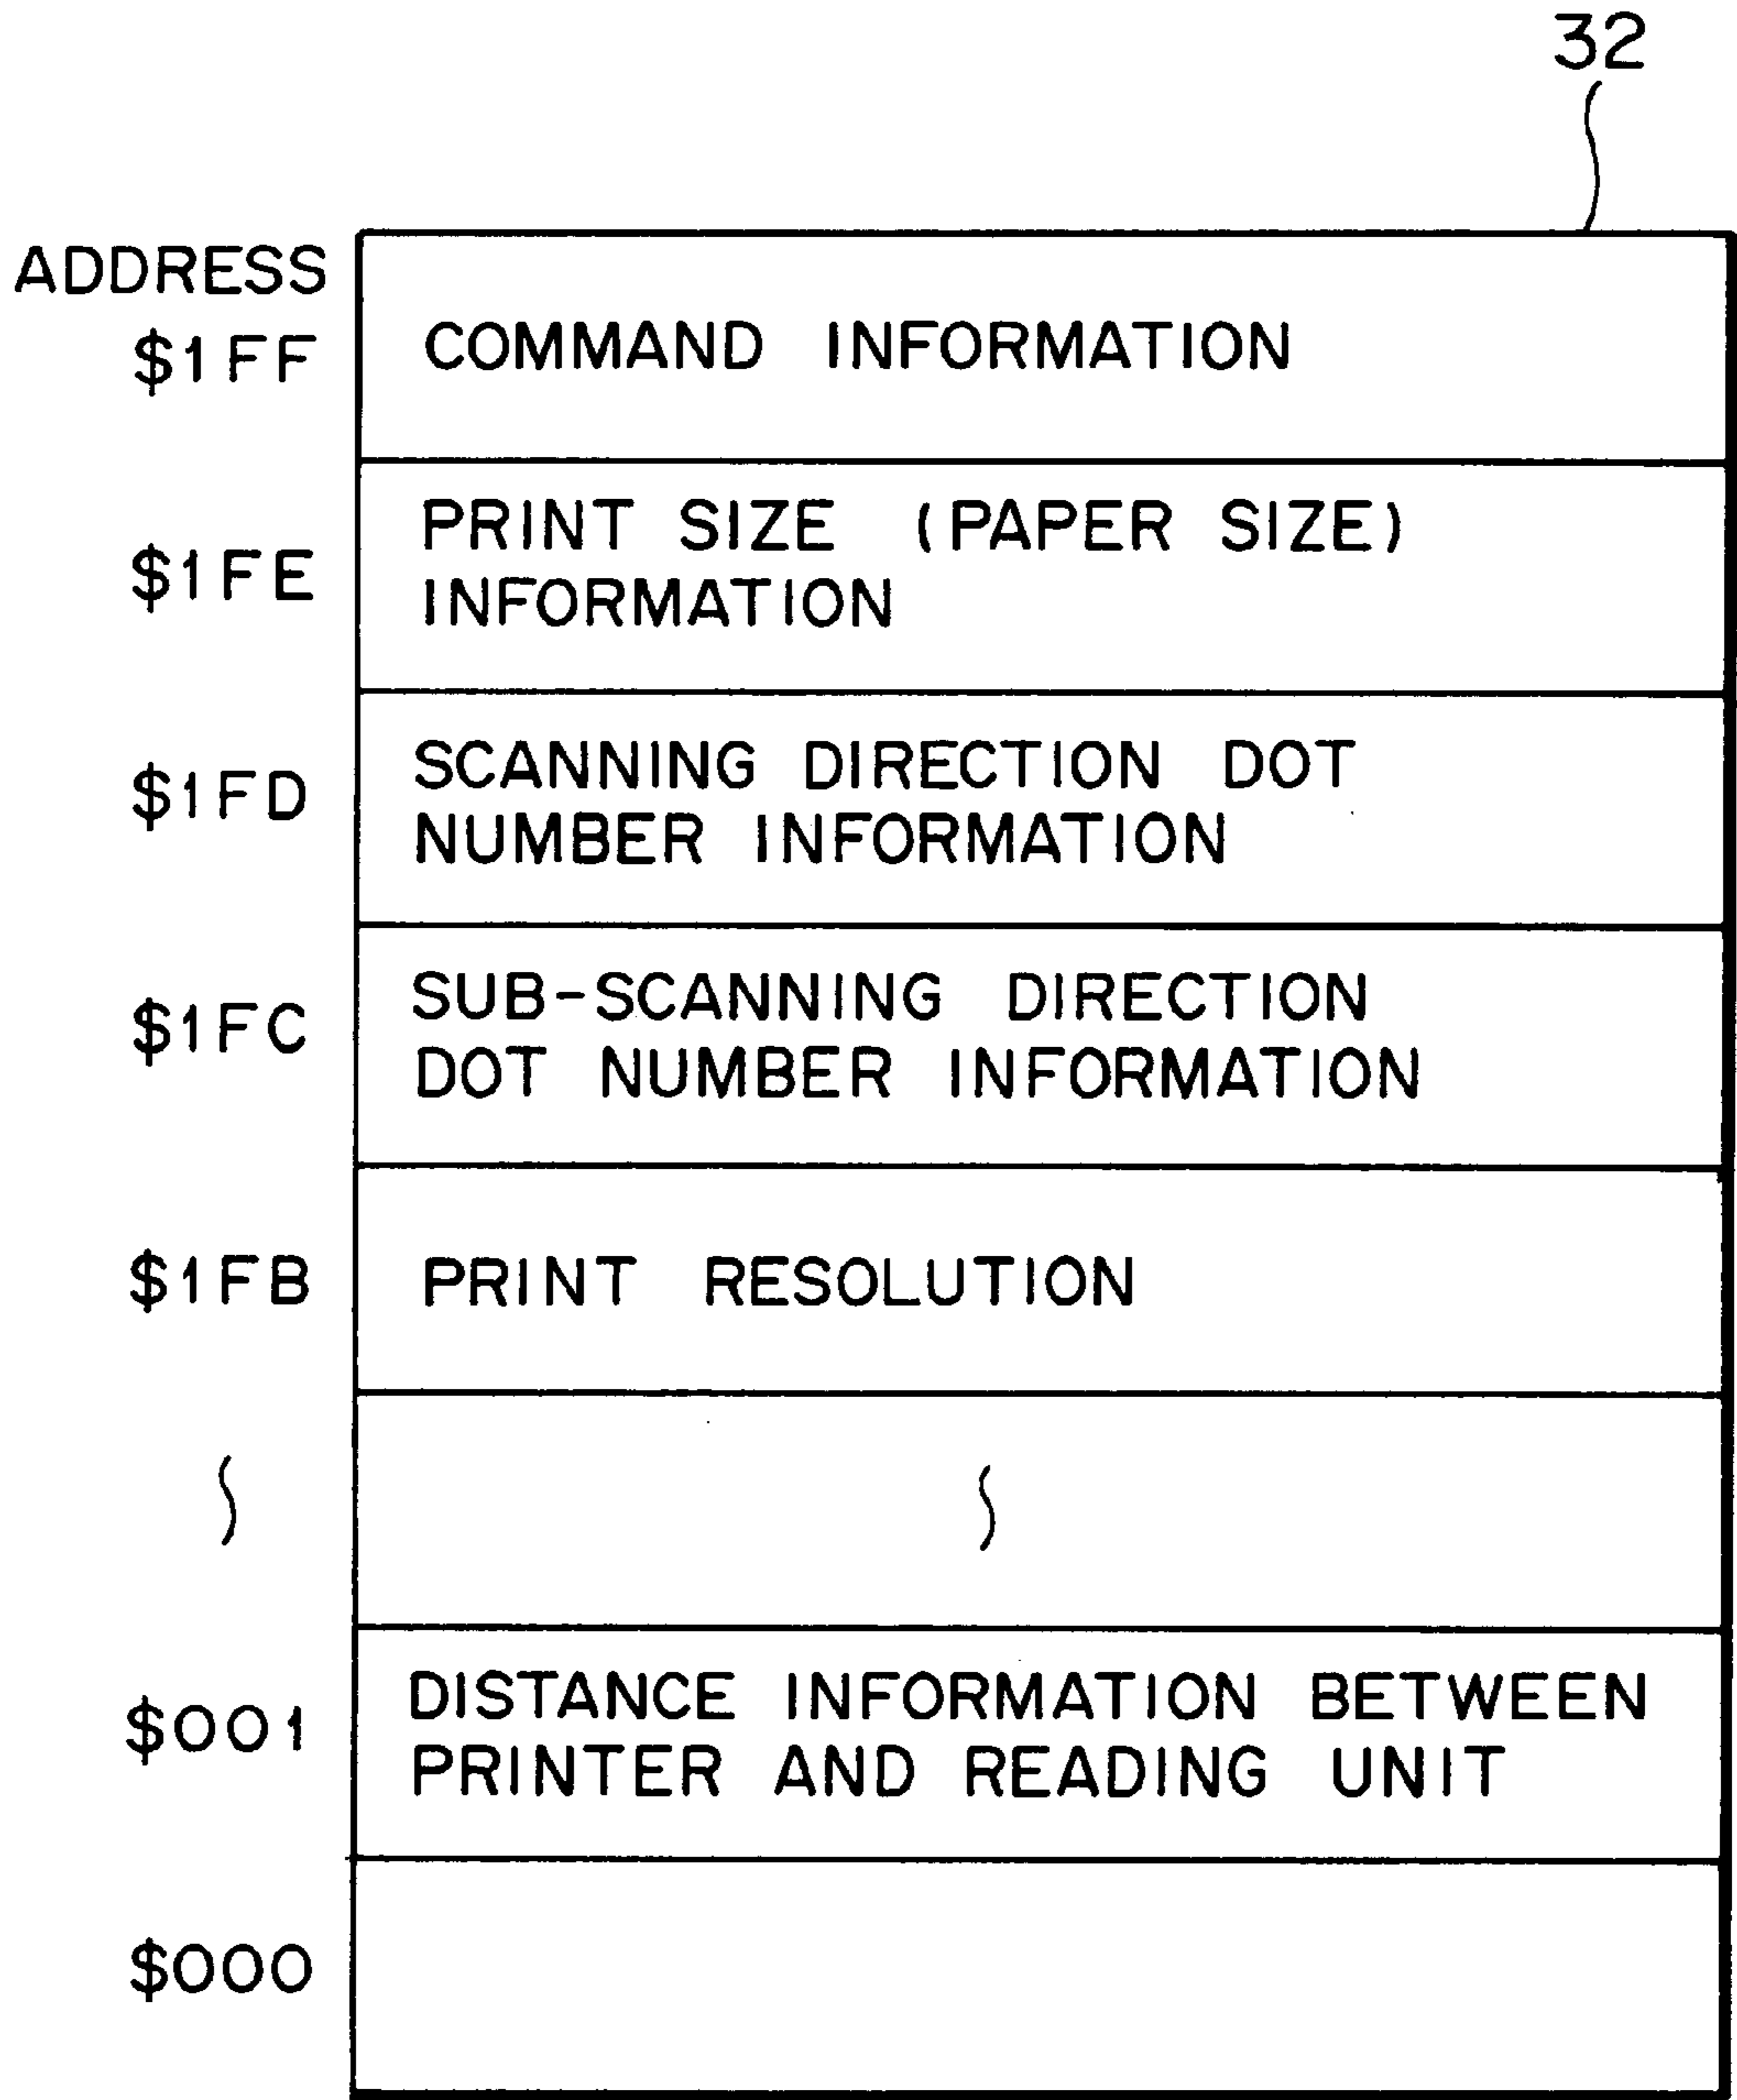 32
ADDRESS
$1FF COMMAND INFORMATION
$1FE PRINT SIZE (PAPER SIZE)
INFORMATION
$1FD SCANNING DIRECTION DOT
NUMBER INFORMATION
$1FC SUB-SCANNING DIRECTION
DOT NUMBER INFORMATION
$1FB PRINT RESOLUTION
$001 DISTANCE INFORMATION BETWEEN
PRINTER AND READING UNIT
$000